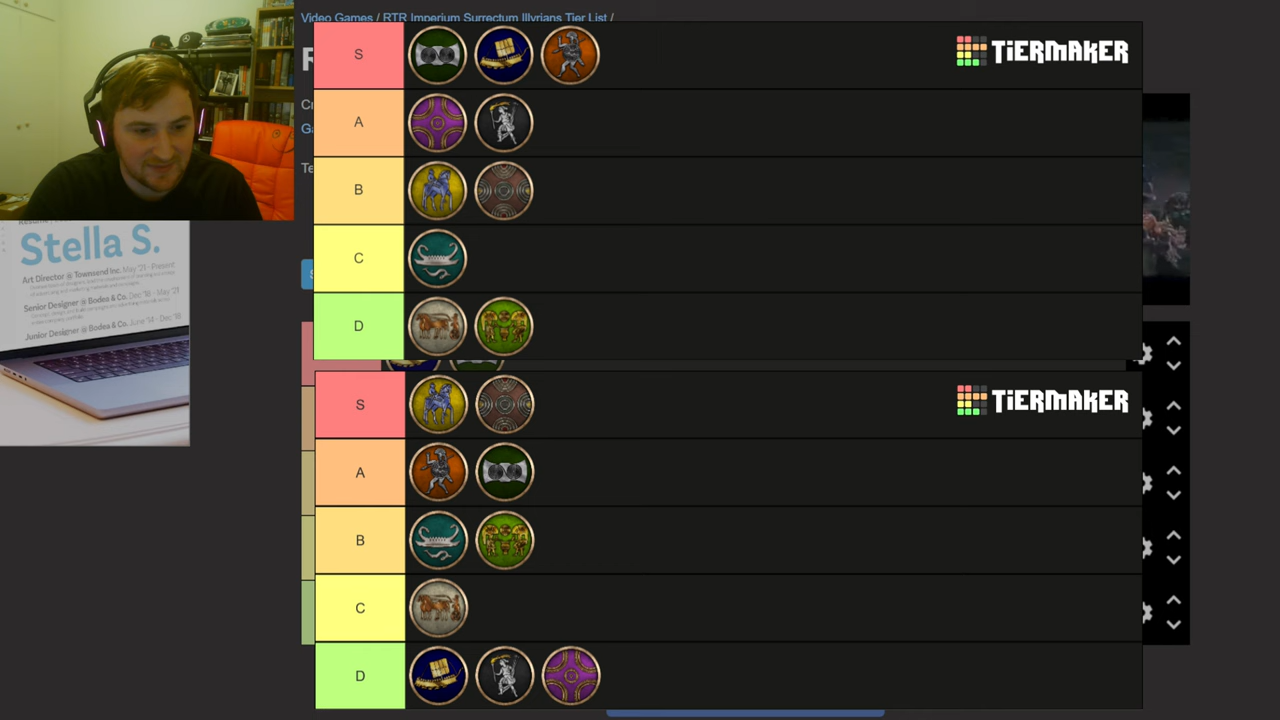 Video Games / RTR Imperium Surrectum Illyrians Tier List /
S
TiERMAKER
A
B
C
D
Stella S.
Art Director @ Townsend Inc. May '21 - Present
Senior Designer @ Bodea & Co. Dec '18 - May '21
Junior Designer @ Bodea & Co. June '14 - Dec '18
S
TiERMAKER
A
B
C
D